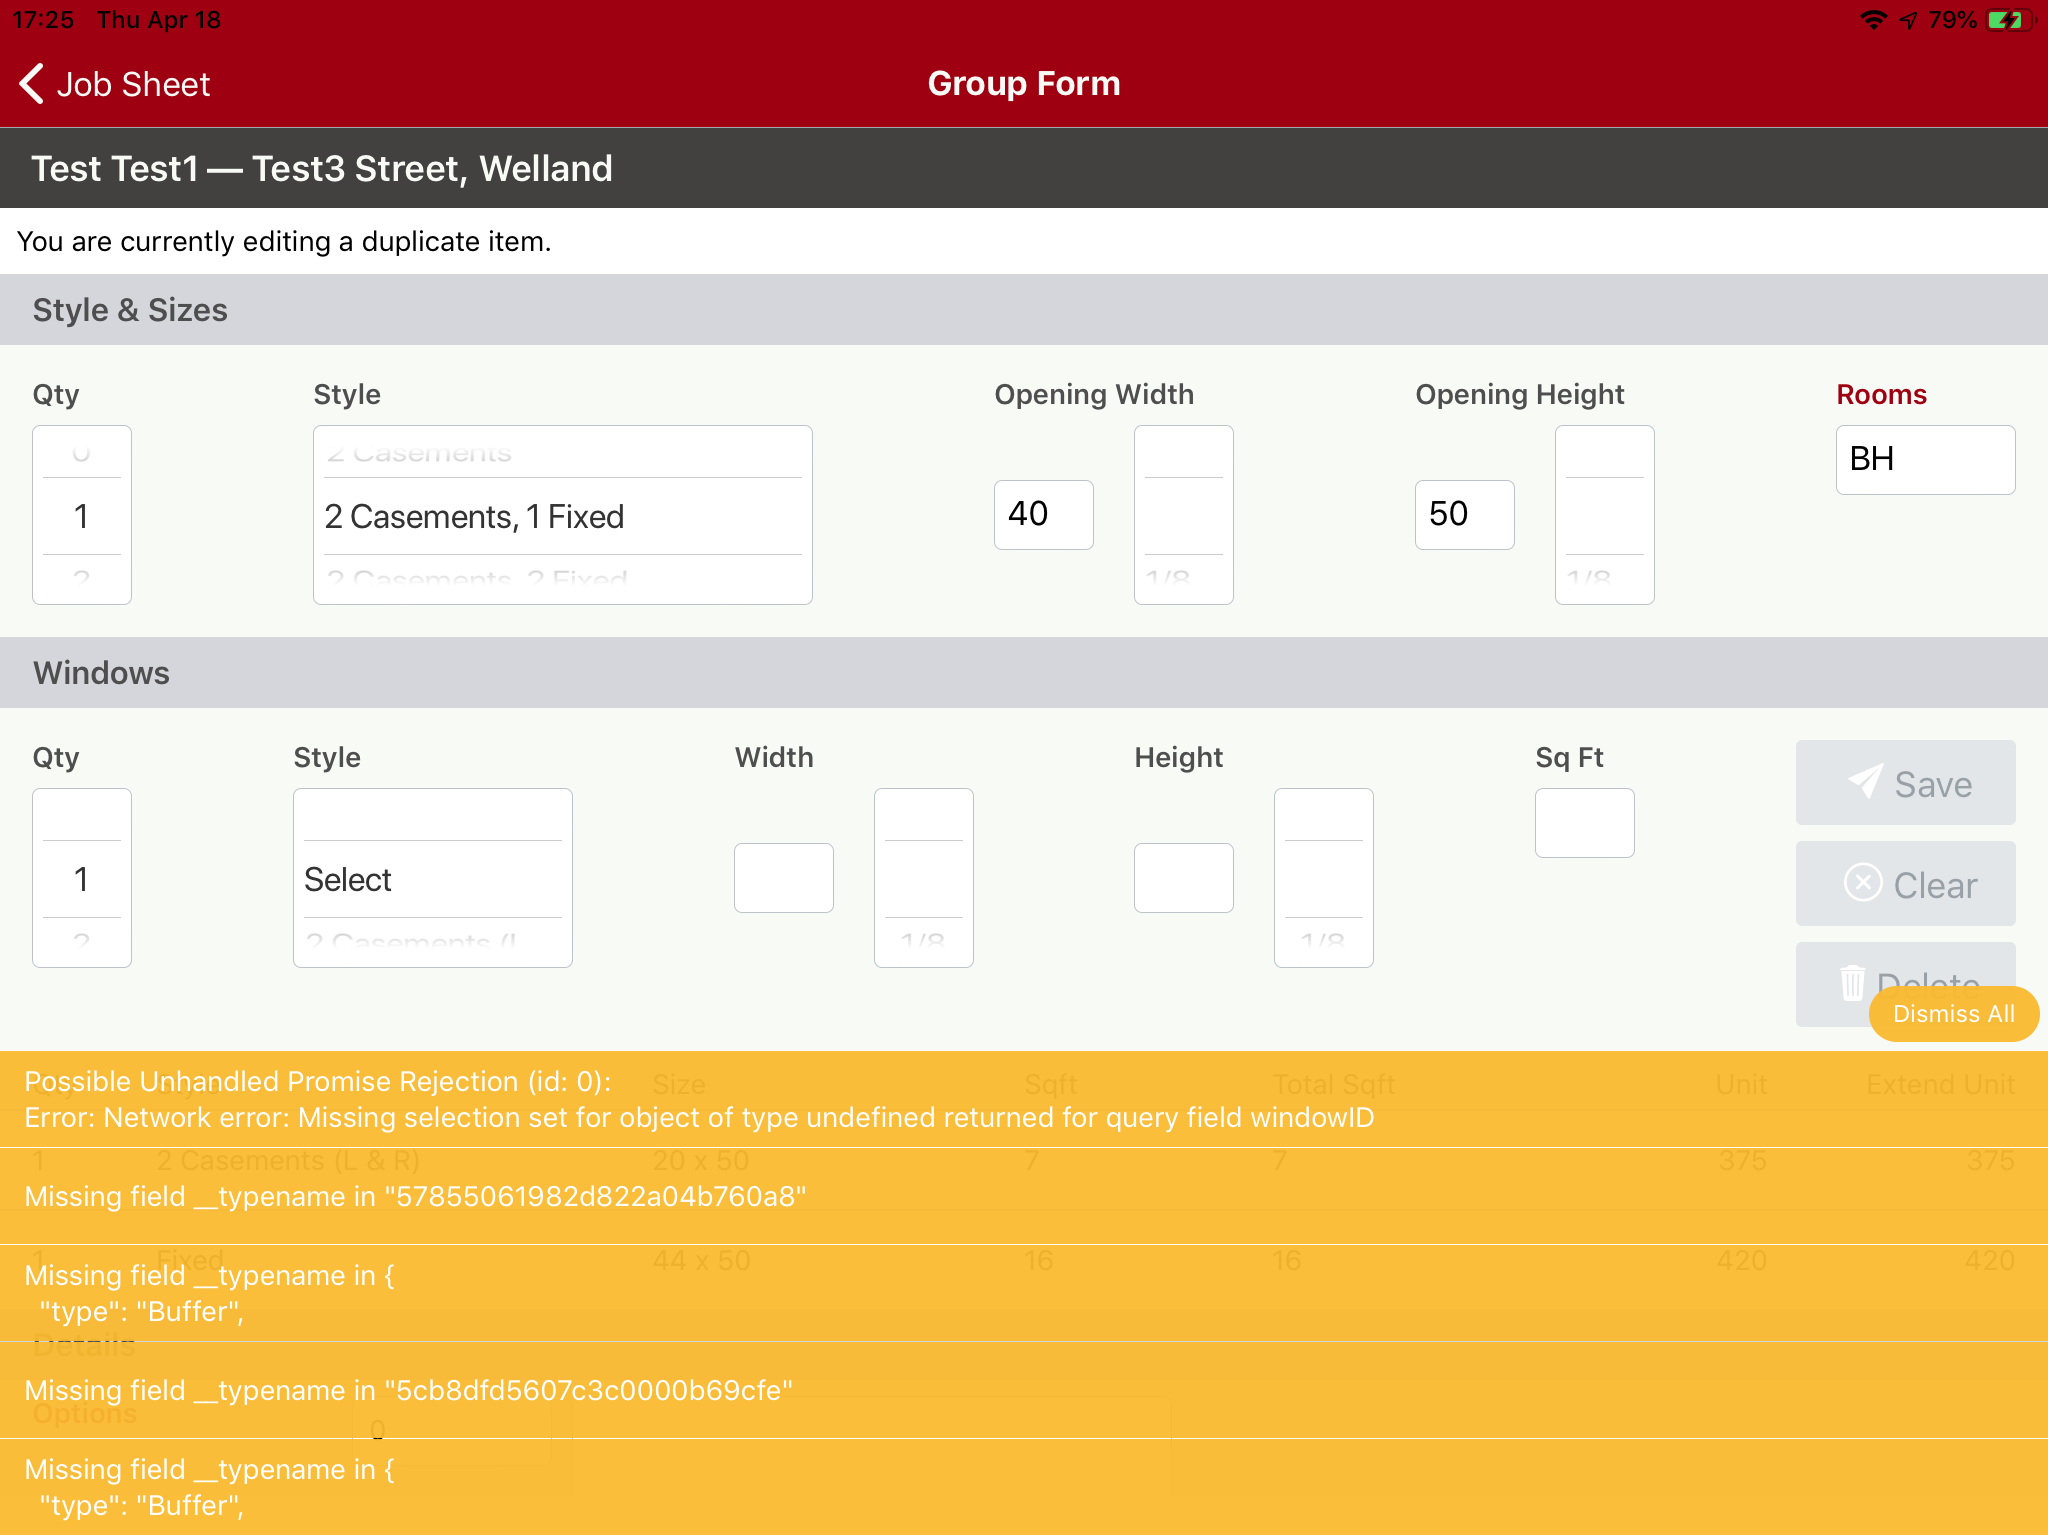 17:25 Thu Apr 18 79%
Job Sheet Group Form
Test Test1 — Test3 Street, Welland
You are currently editing a duplicate item.
Style & Sizes
Qty Style Opening Width Opening Height Rooms
0 2 Casements BH
1 2 Casements, 1 Fixed 40 50
2 2 Casements, 2 Fixed 1/8 1/8
Windows
Qty Style Width Height Sq Ft Save
1 Select Clear
2 2 Casements (L 1/8 1/8
Delete
Dismiss All
Possible Unhandled Promise Rejection (id: 0):
Error: Network error: Missing selection set for object of type undefined returned for query field windowID
Qty Style Size Sqft Total Sqft Unit Extend Unit
1 2 Casements (L & R) 20 x 50 7 7 375 375
Missing field __typename in "57855061982d822a04b760a8"
1 Fixed 44 x 50 16 16 420 420
Missing field __typename in {
"type": "Buffer",
Details
Missing field __typename in "5cb8dfd5607c3c0000b69cfe"
Options 0
Missing field __typename in {
"type": "Buffer",